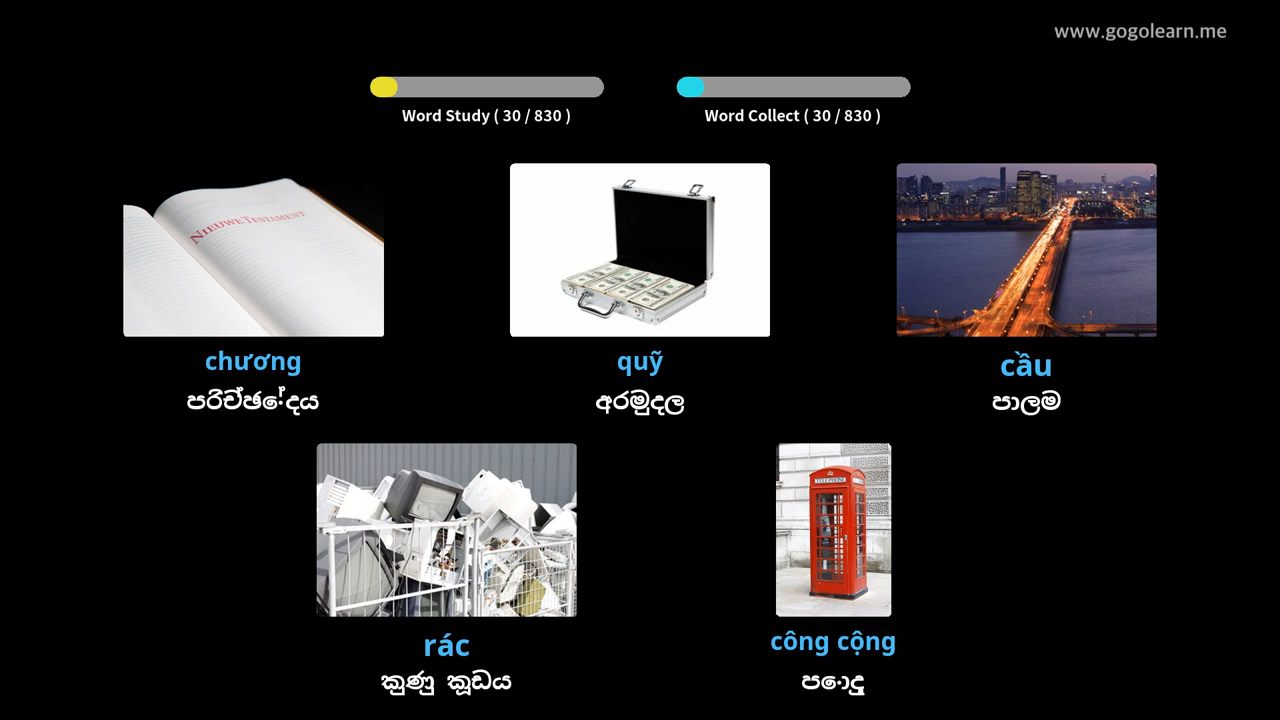 www.gogolearn.me
Word Study ( 30 / 830 )
Word Collect ( 30 / 830 )
NIEUWE TESTAMENT
chương
පරිච්ඡේදය
quỹ
අරමුදල
cầu
පාලම
TELEPHONE
rác
කුණු කූඩය
công cộng
පොදු